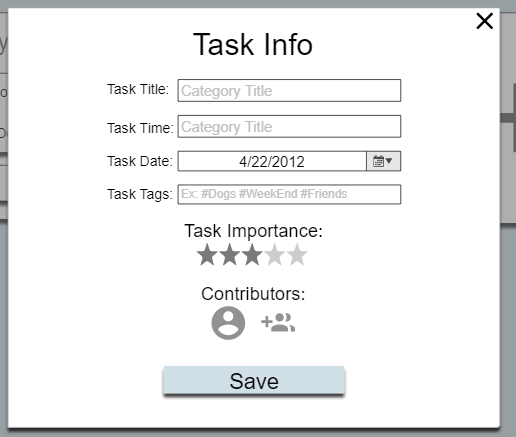 Task Info
Task Title: Category Title
Task Time: Category Title
Task Date: 4/22/2012
Task Tags: Ex: #Dogs #WeekEnd #Friends
Task Importance:
Contributors:
Save